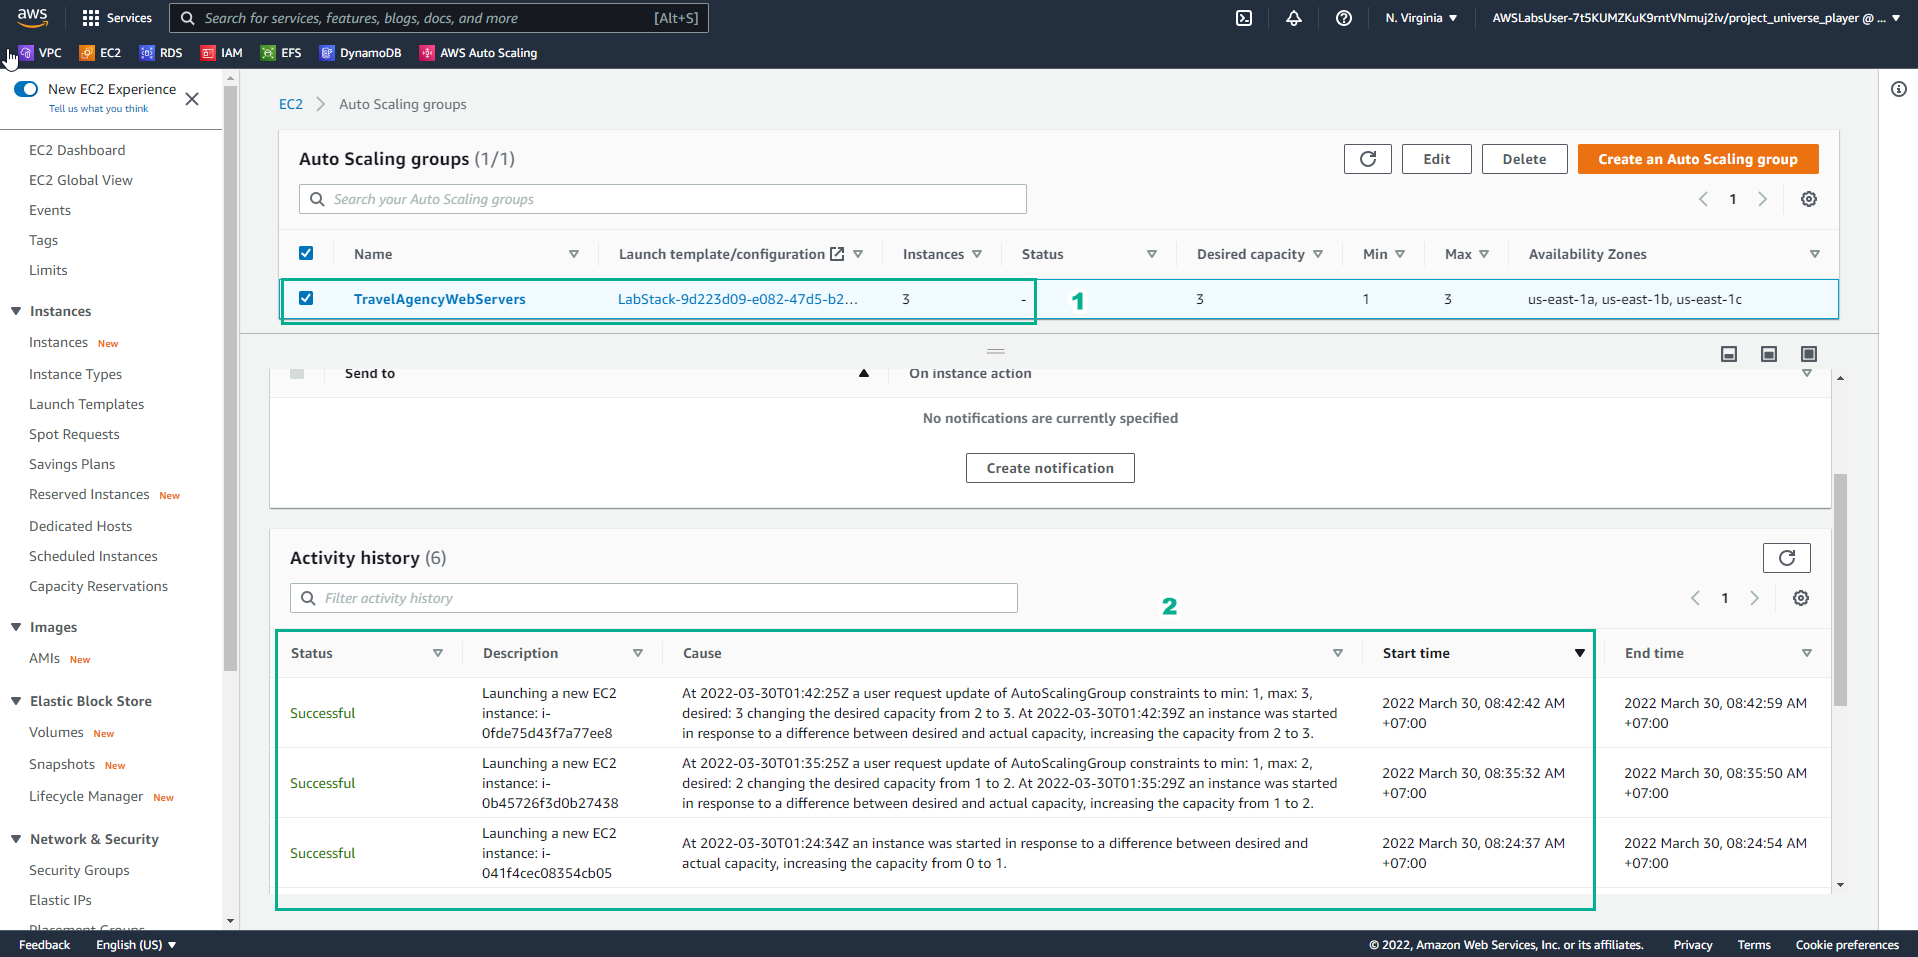 aws
Services
Search for services, features, blogs, docs, and more
[Alt+S]
N. Virginia
AWSLabsUser-7t5KUMZKuK9rntVNmuj2iv/project_universe_player @ ...
VPC
EC2
RDS
IAM
EFS
DynamoDB
AWS Auto Scaling
New EC2 Experience
Tell us what you think
EC2 Dashboard
EC2 Global View
Events
Tags
Limits
Instances
Instances New
Instance Types
Launch Templates
Spot Requests
Savings Plans
Reserved Instances New
Dedicated Hosts
Scheduled Instances
Capacity Reservations
Images
AMIs New
Elastic Block Store
Volumes New
Snapshots New
Lifecycle Manager New
Network & Security
Security Groups
Elastic IPs
Placement Groups
EC2 > Auto Scaling groups
Auto Scaling groups (1/1)
Edit
Delete
Create an Auto Scaling group
Search your Auto Scaling groups
1
Name
Launch template/configuration
Instances
Status
Desired capacity
Min
Max
Availability Zones
TravelAgencyWebServers
LabStack-9d223d09-e082-47d5-b2...
3
-
1
3
1
3
us-east-1a, us-east-1b, us-east-1c
Send to
On instance action
No notifications are currently specified
Create notification
Activity history (6)
Filter activity history
2
1
Status
Description
Cause
Start time
End time
Successful
Launching a new EC2
instance: i-
0fde75d43f7a77ee8
At 2022-03-30T01:42:25Z a user request update of AutoScalingGroup constraints to min: 1, max: 3,
desired: 3 changing the desired capacity from 2 to 3. At 2022-03-30T01:42:39Z an instance was started
in response to a difference between desired and actual capacity, increasing the capacity from 2 to 3.
2022 March 30, 08:42:42 AM
+07:00
2022 March 30, 08:42:59 AM
+07:00
Successful
Launching a new EC2
instance: i-
0b45726f3d0b27438
At 2022-03-30T01:35:25Z a user request update of AutoScalingGroup constraints to min: 1, max: 2,
desired: 2 changing the desired capacity from 1 to 2. At 2022-03-30T01:35:29Z an instance was started
in response to a difference between desired and actual capacity, increasing the capacity from 1 to 2.
2022 March 30, 08:35:32 AM
+07:00
2022 March 30, 08:35:50 AM
+07:00
Successful
Launching a new EC2
instance: i-
041f4cec08354cb05
At 2022-03-30T01:24:34Z an instance was started in response to a difference between desired and
actual capacity, increasing the capacity from 0 to 1.
2022 March 30, 08:24:37 AM
+07:00
2022 March 30, 08:24:54 AM
+07:00
Feedback
English (US)
© 2022, Amazon Web Services, Inc. or its affiliates.
Privacy
Terms
Cookie preferences